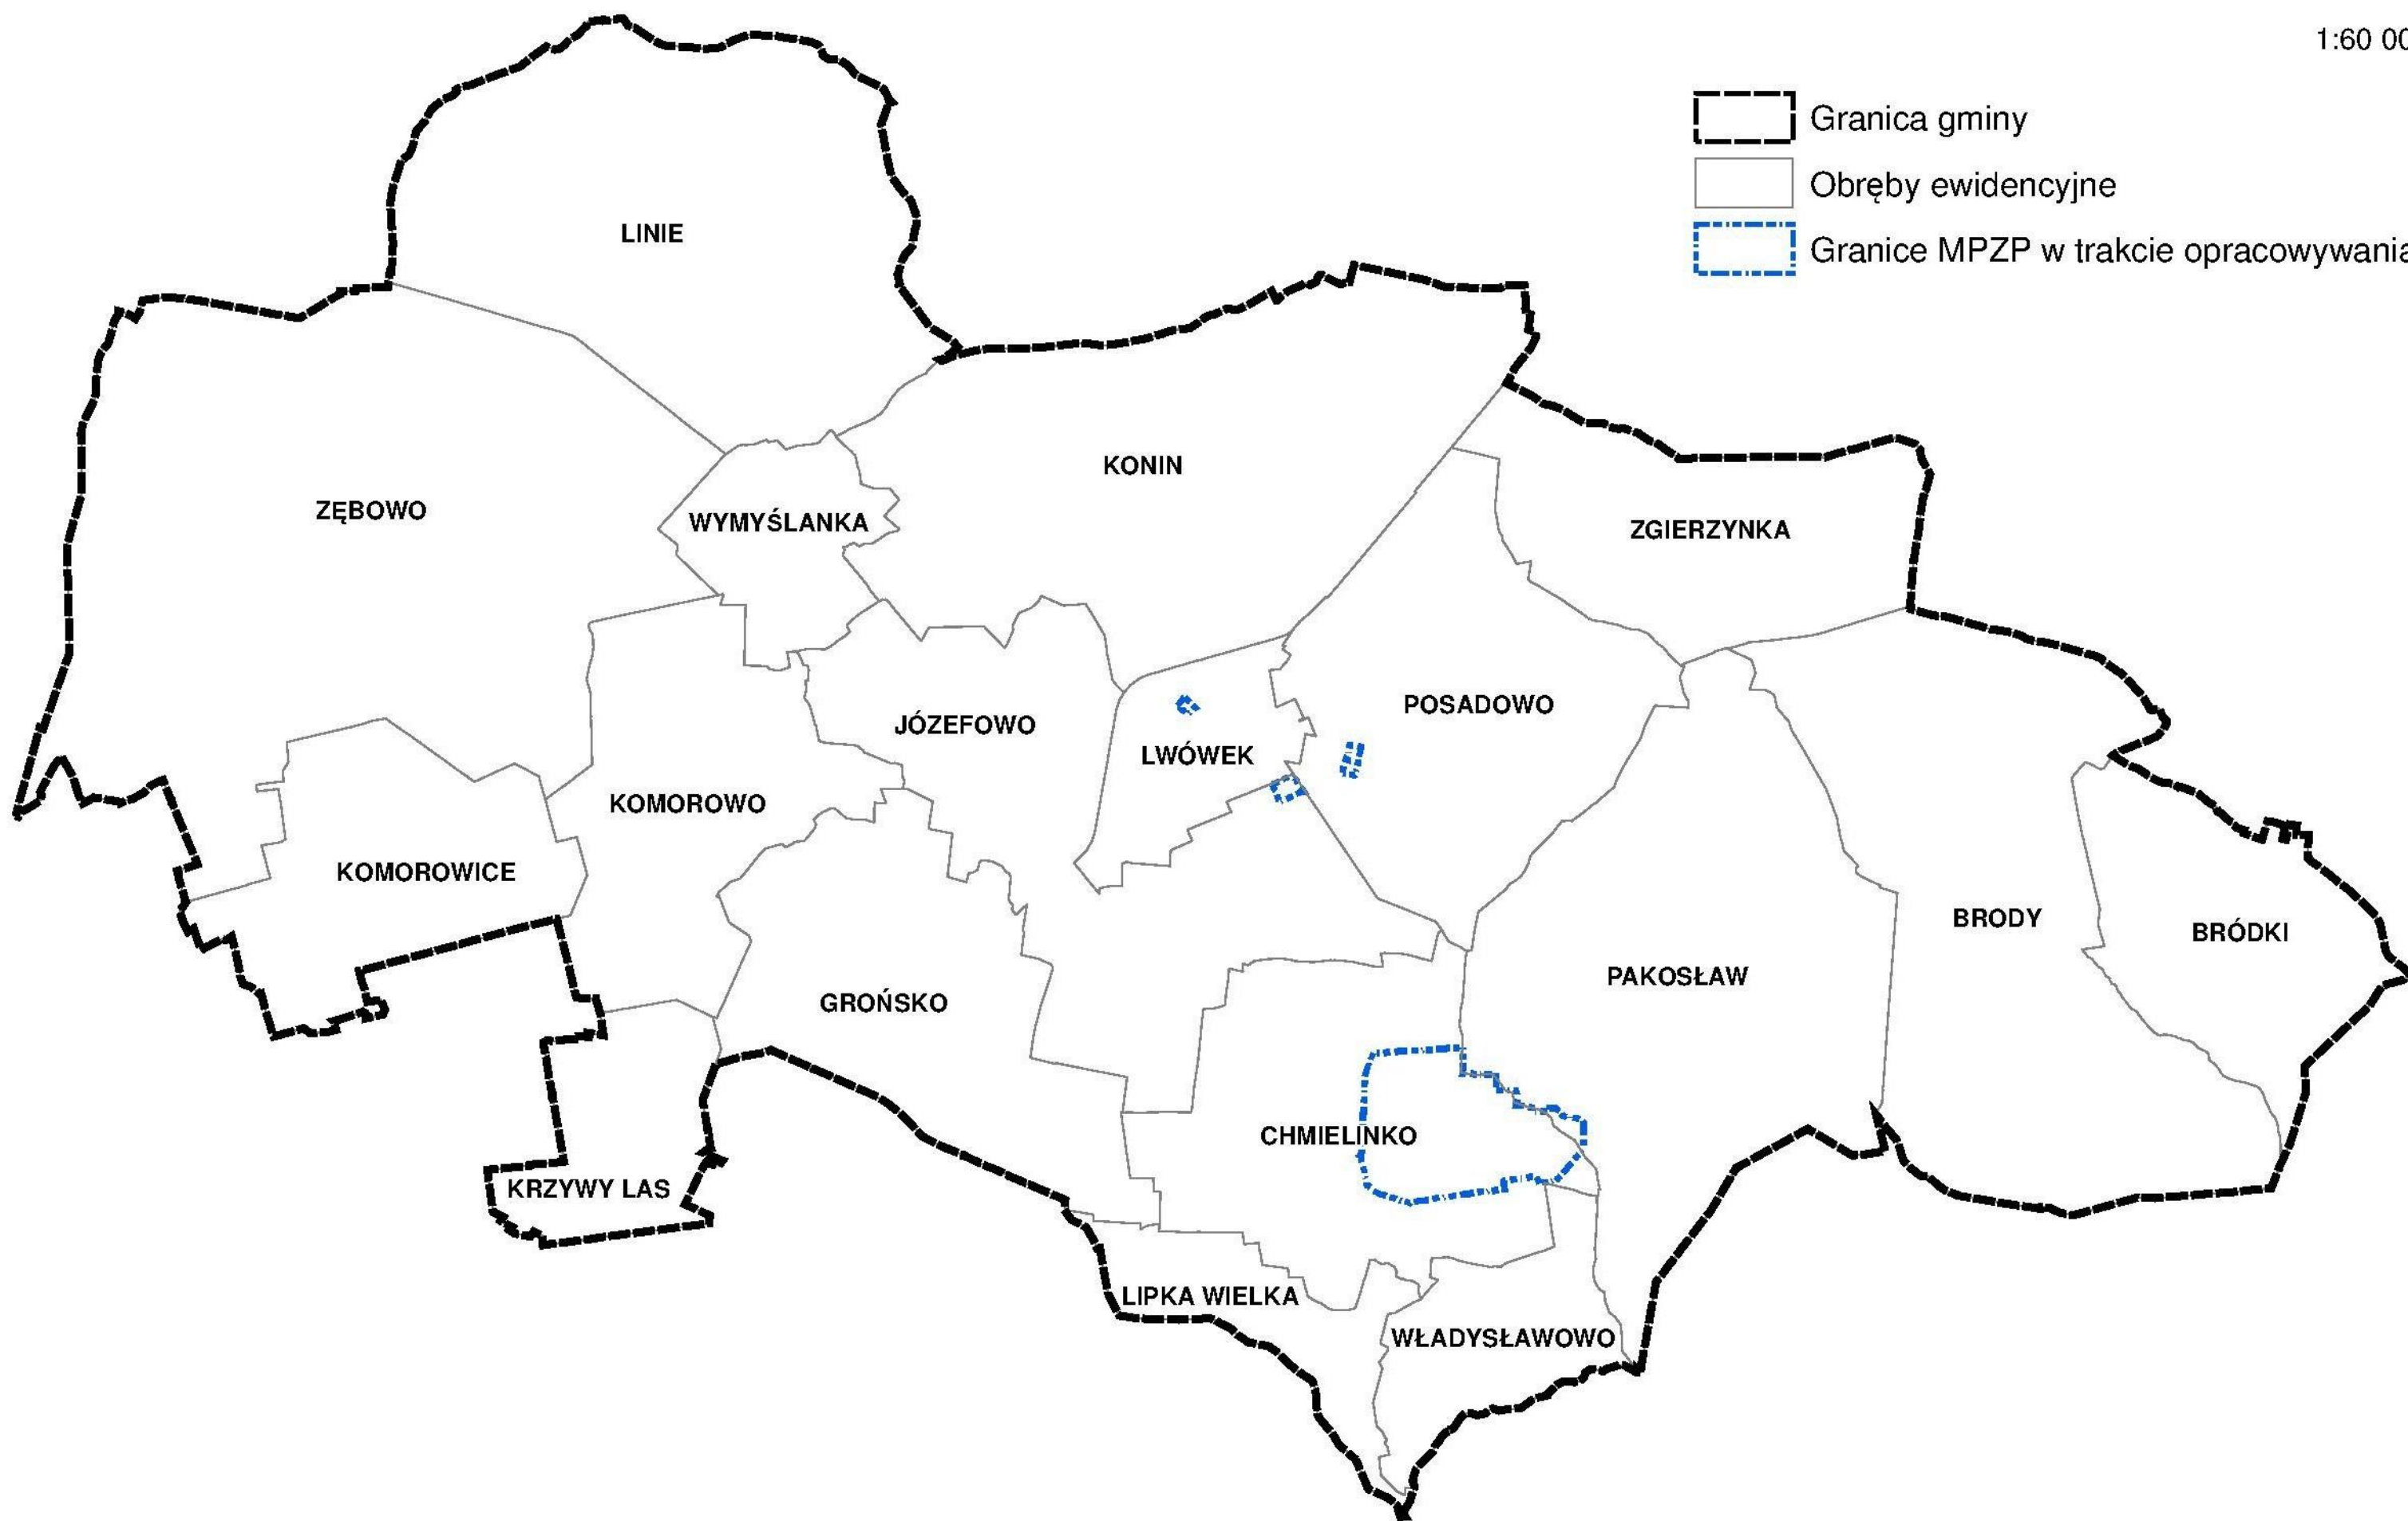 1:60 00
Granica gminy
Obręby ewidencyjne
Granice MPZP w trakcie opracowywania
LINIE
KONIN
ZĘBOWO
WYMYŚLANKA
ZGIERZYNKA
POSADOWO
JÓZEFOWO
LWÓWEK
KOMOROWO
KOMOROWICE
BRODY
BRÓDKI
PAKOSŁAW
GROŃSKO
CHMIELINKO
KRZYWY LAS
LIPKA WIELKA
WŁADYSŁAWOWO